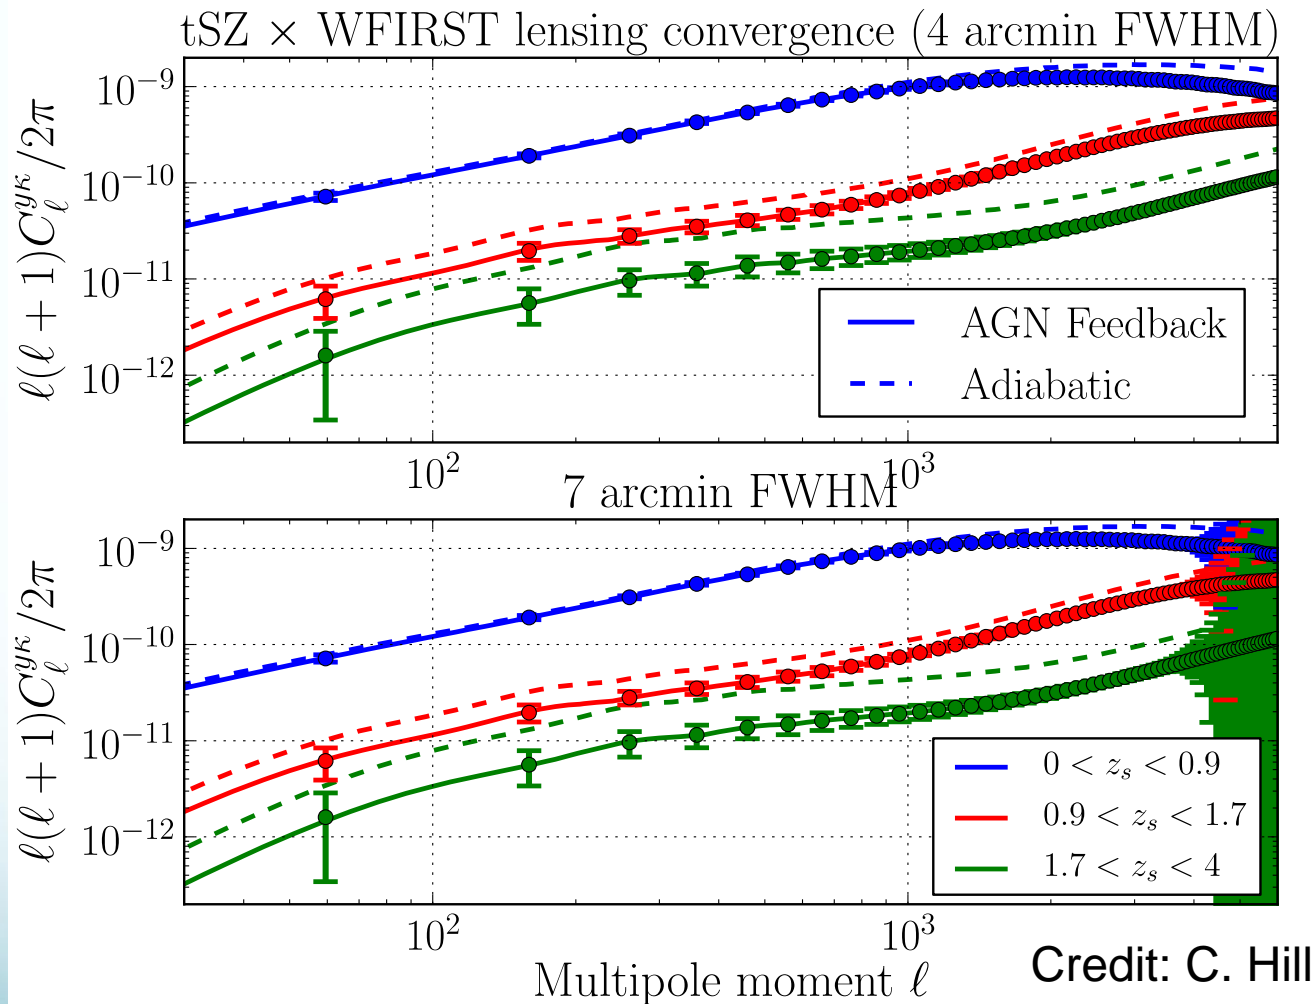 tSZ × WFIRST lensing convergence (4 arcmin FWHM)
ℓ(ℓ + 1)C_ℓ^{yκ}/2π
10^{-9}
10^{-10}
10^{-11}
10^{-12}
AGN Feedback
Adiabatic
10^2
10^3
7 arcmin FWHM
ℓ(ℓ + 1)C_ℓ^{yκ}/2π
10^{-9}
10^{-10}
10^{-11}
10^{-12}
0 < z_s < 0.9
0.9 < z_s < 1.7
1.7 < z_s < 4
10^2
10^3
Multipole moment ℓ
Credit: C. Hill